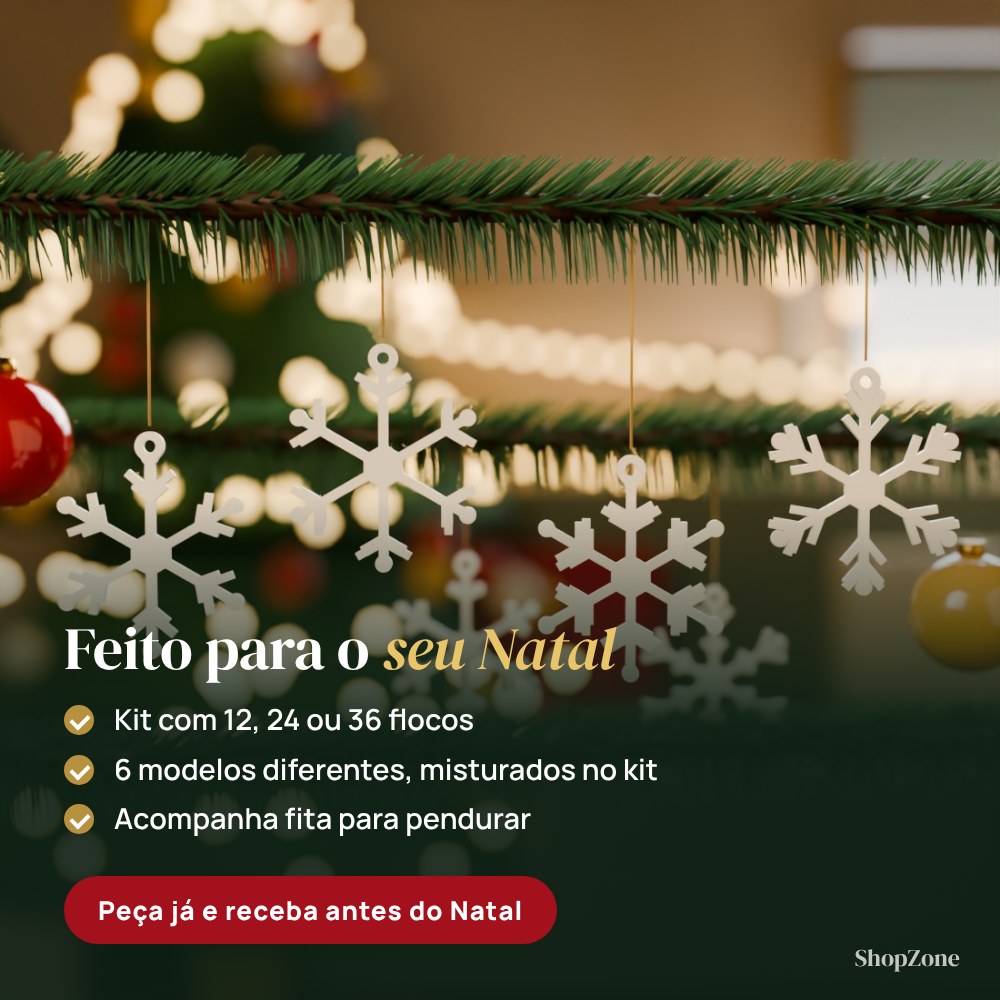 Feito para o seu Natal
Kit com 12, 24 ou 36 flocos
6 modelos diferentes, misturados no kit
Acompanha fita para pendurar
Peça já e receba antes do Natal
ShopZone